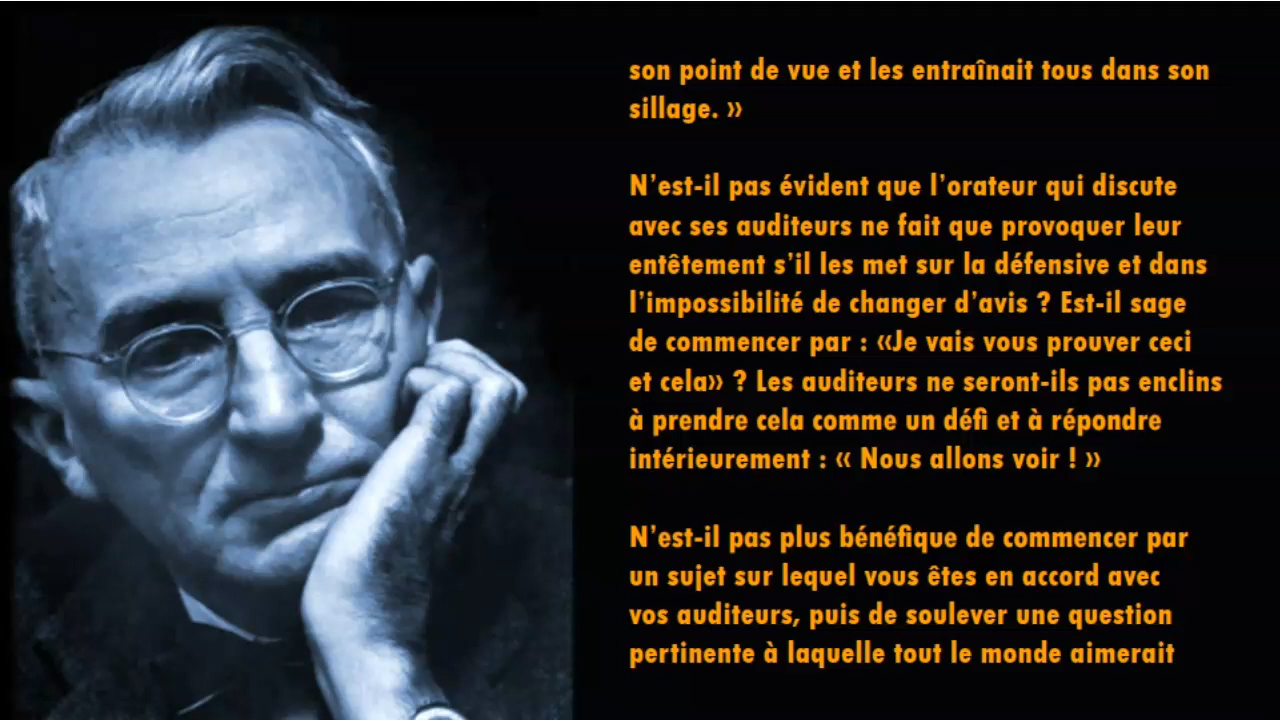 son point de vue et les entraînait tous dans son
sillage. »
N’est-il pas évident que l’orateur qui discute
avec ses auditeurs ne fait que provoquer leur
entêtement s’il les met sur la défensive et dans
l’impossibilité de changer d’avis ? Est-il sage
de commencer par : «Je vais vous prouver ceci
et cela» ? Les auditeurs ne seront-ils pas enclins
à prendre cela comme un défi et à répondre
intérieurement : « Nous allons voir ! »
N’est-il pas plus bénéfique de commencer par
un sujet sur lequel vous êtes en accord avec
vos auditeurs, puis de soulever une question
pertinente à laquelle tout le monde aimerait